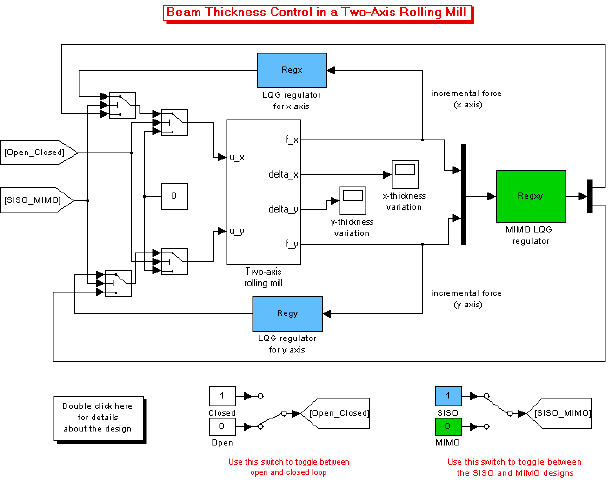 Beam Thickness Control in a Two-Axis Rolling Mill
Regx
LQG regulator
for x axis
incremental force
(x axis)
[Open_Closed]
[SISO_MIMO]
0
u_x
u_y
f_x
delta_x
delta_y
f_y
Two-axis
rolling mill
x-thickness
variation
y-thickness
variation
Regxy
MIMO LQG
regulator
Regy
LQG regulator
for y axis
incremental force
(y axis)
Double click here
for details
about the design
1
Closed
0
Open
[Open_Closed]
Use this switch to toggle between
open and closed loop
1
SISO
0
MIMO
[SISO_MIMO]
Use this switch to toggle between
the SISO and MIMO designs